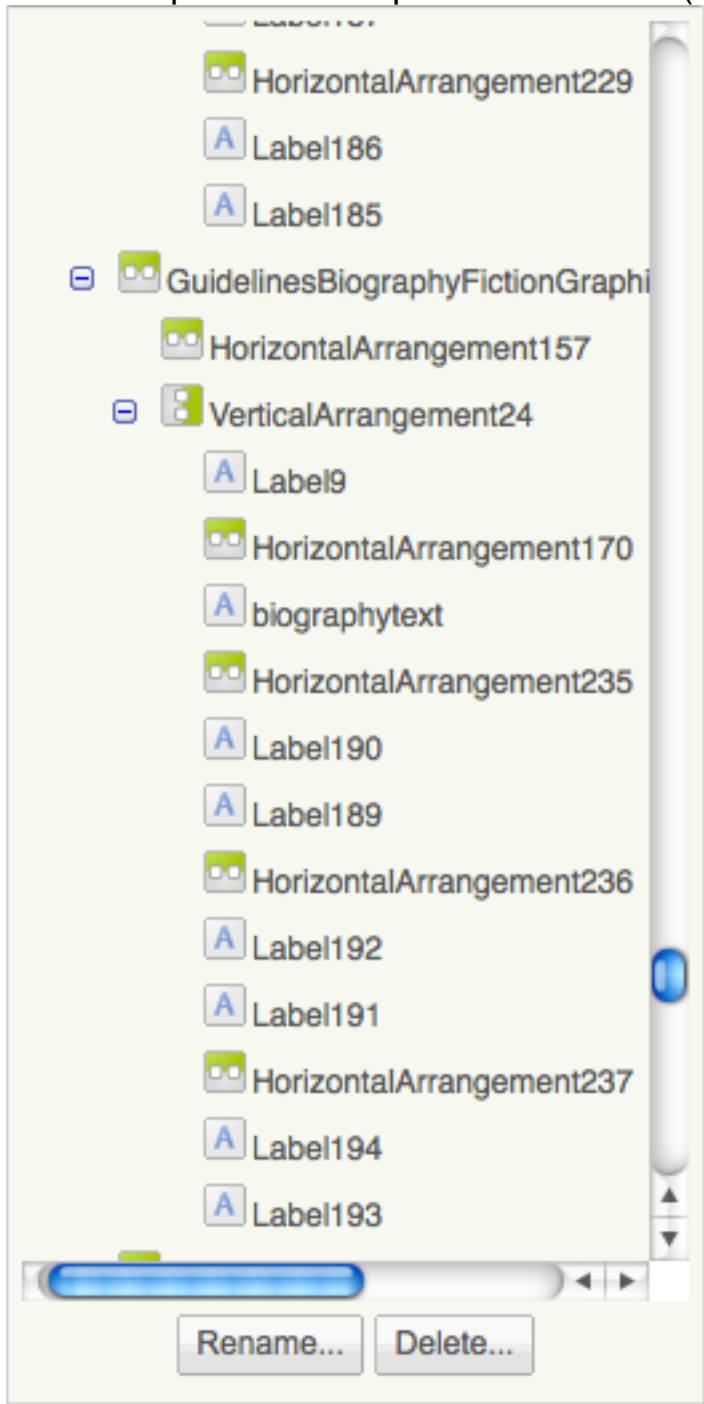 HorizontalArrangement229
A Label186
A Label185
GuidelinesBiographyFictionGraphi
HorizontalArrangement157
VerticalArrangement24
A Label9
HorizontalArrangement170
A biographytext
HorizontalArrangement235
A Label190
A Label189
HorizontalArrangement236
A Label192
A Label191
HorizontalArrangement237
A Label194
A Label193
Rename... Delete...